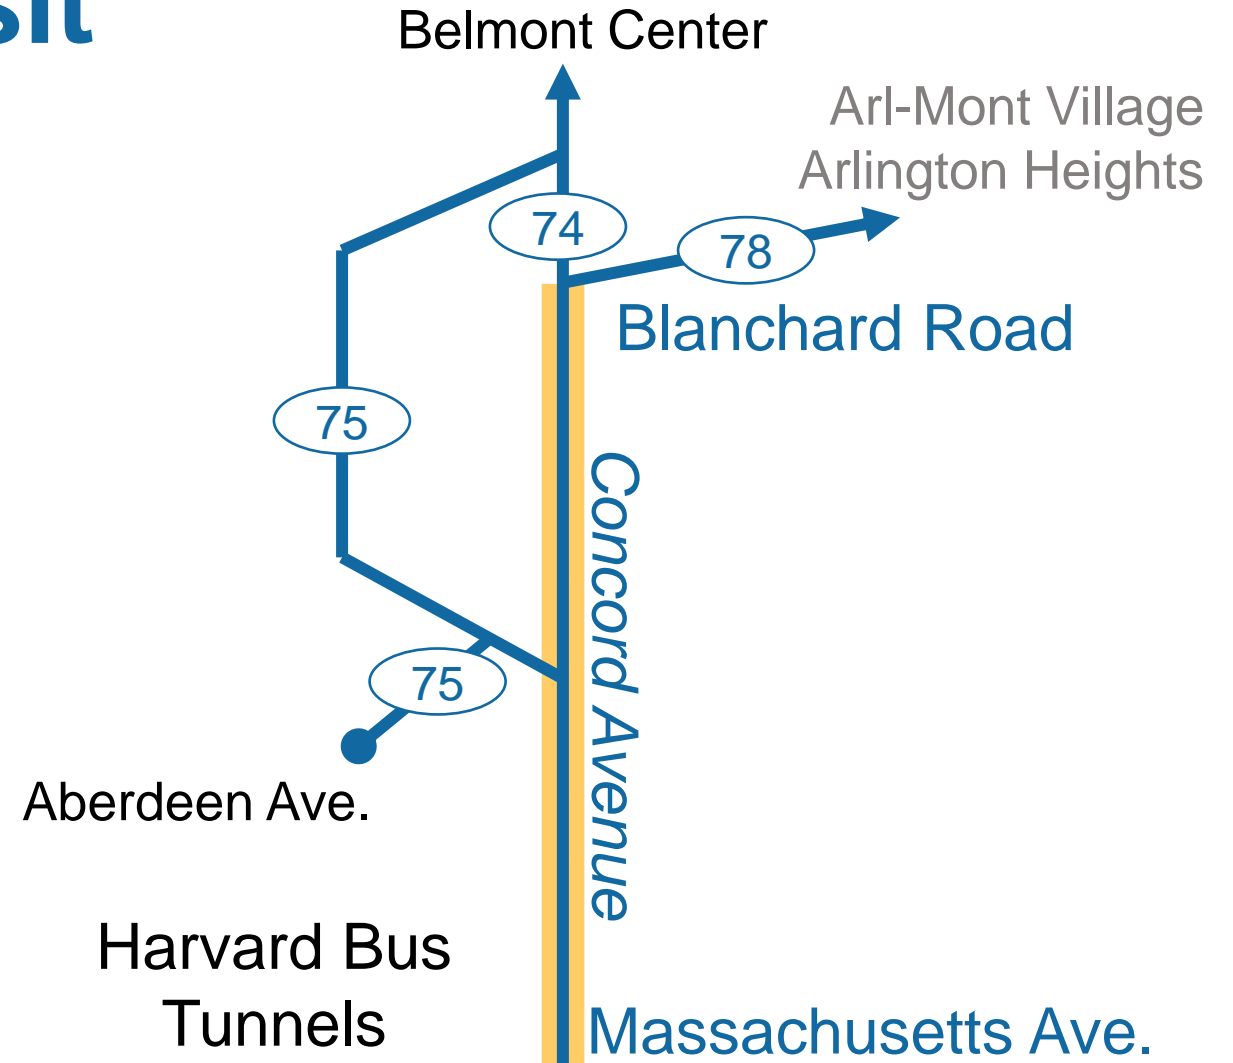 Belmont Center
Arl-Mont Village
Arlington Heights
74
78
Blanchard Road
75
Concord Avenue
75
Aberdeen Ave.
Harvard Bus
Tunnels
Massachusetts Ave.